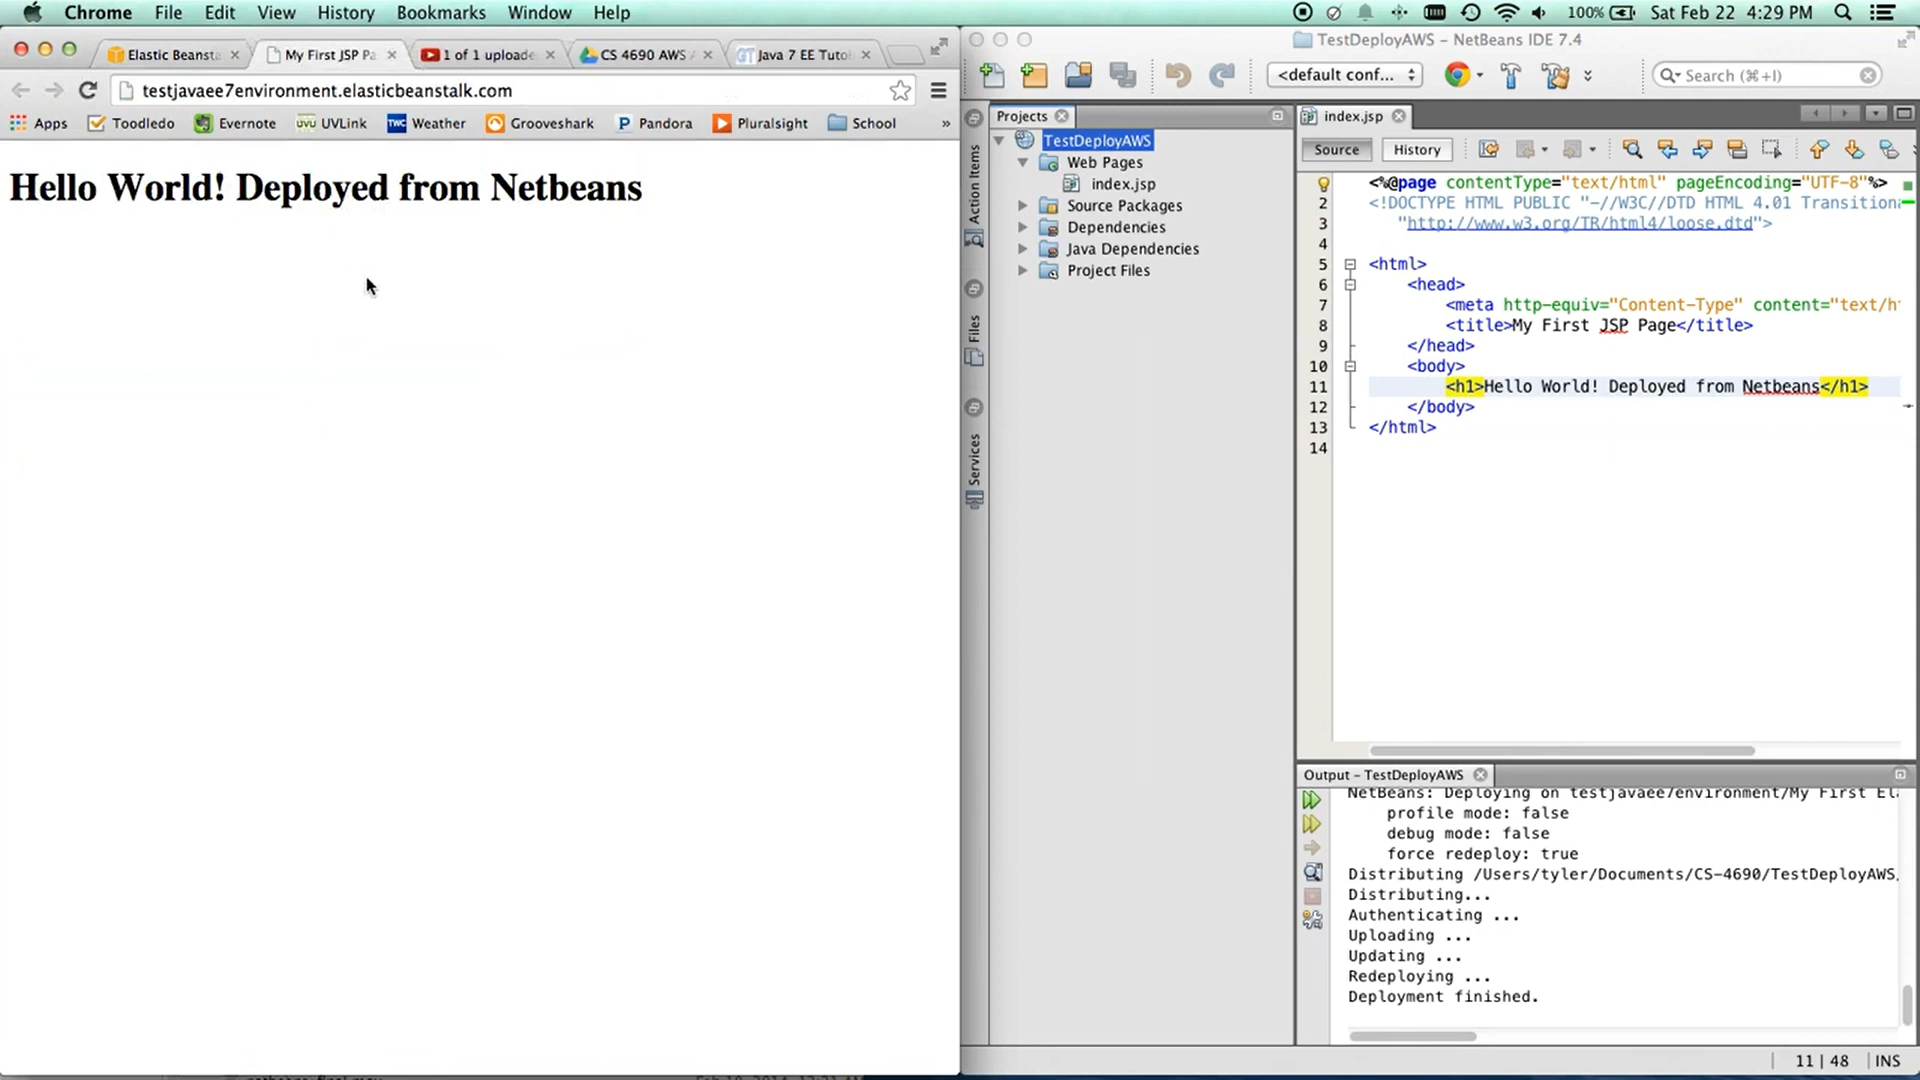 Chrome File Edit View History Bookmarks Window Help 100% Sat Feb 22 4:29 PM
Elastic Beanst My First JSP Pa 1 of 1 uploade CS 4690 AWS Java 7 EE Tuto
testjavaee7environment.elasticbeanstalk.com
Apps Toodledo Evernote UVLink Weather Grooveshark Pandora Pluralsight School »
Hello World! Deployed from Netbeans
TestDeployAWS – NetBeans IDE 7.4
<default conf... Search (⌘+I)
Projects
TestDeployAWS
Web Pages
index.jsp
Source Packages
Dependencies
Java Dependencies
Project Files
Action Items
Files
Services
index.jsp
Source History
<%@page contentType="text/html" pageEncoding="UTF-8"%>
2 <!DOCTYPE HTML PUBLIC "-//W3C//DTD HTML 4.01 Transition
3 "http://www.w3.org/TR/html4/loose.dtd">
4
5 <html>
6 <head>
7 <meta http-equiv="Content-Type" content="text/h
8 <title>My First JSP Page</title>
9 </head>
10 <body>
11 <h1>Hello World! Deployed from Netbeans</h1>
12 </body>
13 </html>
14
Output – TestDeployAWS
NetBeans: Deploying on testjavaee7environment/My First El
profile mode: false
debug mode: false
force redeploy: true
Distributing /Users/tyler/Documents/CS-4690/TestDeployAWS
Distributing...
Authenticating ...
Uploading ...
Updating ...
Redeploying ...
Deployment finished.
11 | 48 INS